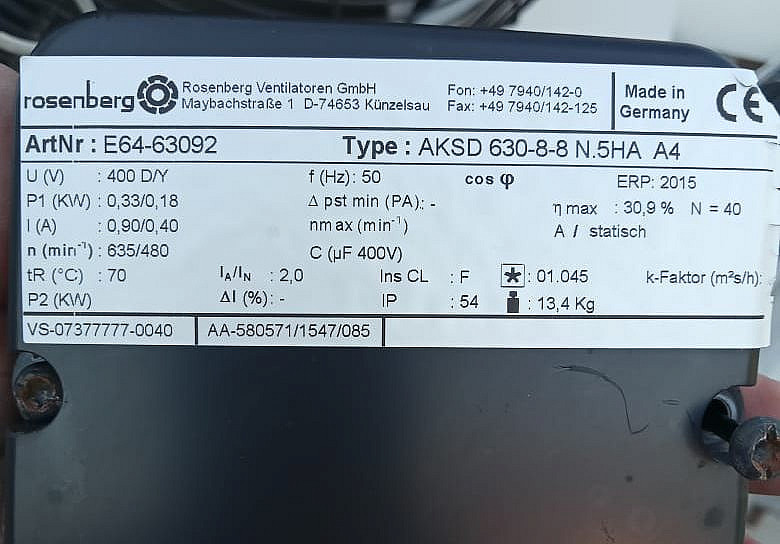 rosenberg
Rosenberg Ventilatoren GmbH
Maybachstraße 1 D-74653 Künzelsau
Fon: +49 7940/142-0
Fax: +49 7940/142-125
Made in
Germany
CE
ArtNr : E64-63092 Type : AKSD 630-8-8 N.5HA A4
U (V) : 400 D/Y f (Hz): 50 cos φ ERP: 2015
P1 (KW) : 0,33/0,18 Δ pst min (PA): - η max : 30,9 % N = 40
I (A) : 0,90/0,40 nmax (min⁻¹) A / statisch
n (min⁻¹) : 635/480 C (µF 400V)
tR (°C) : 70 IA/IN : 2,0 Ins CL : F * : 01.045 k-Faktor (m²s/h):
P2 (KW) ΔI (%): - IP : 54 : 13,4 Kg
VS-07377777-0040 AA-580571/1547/085